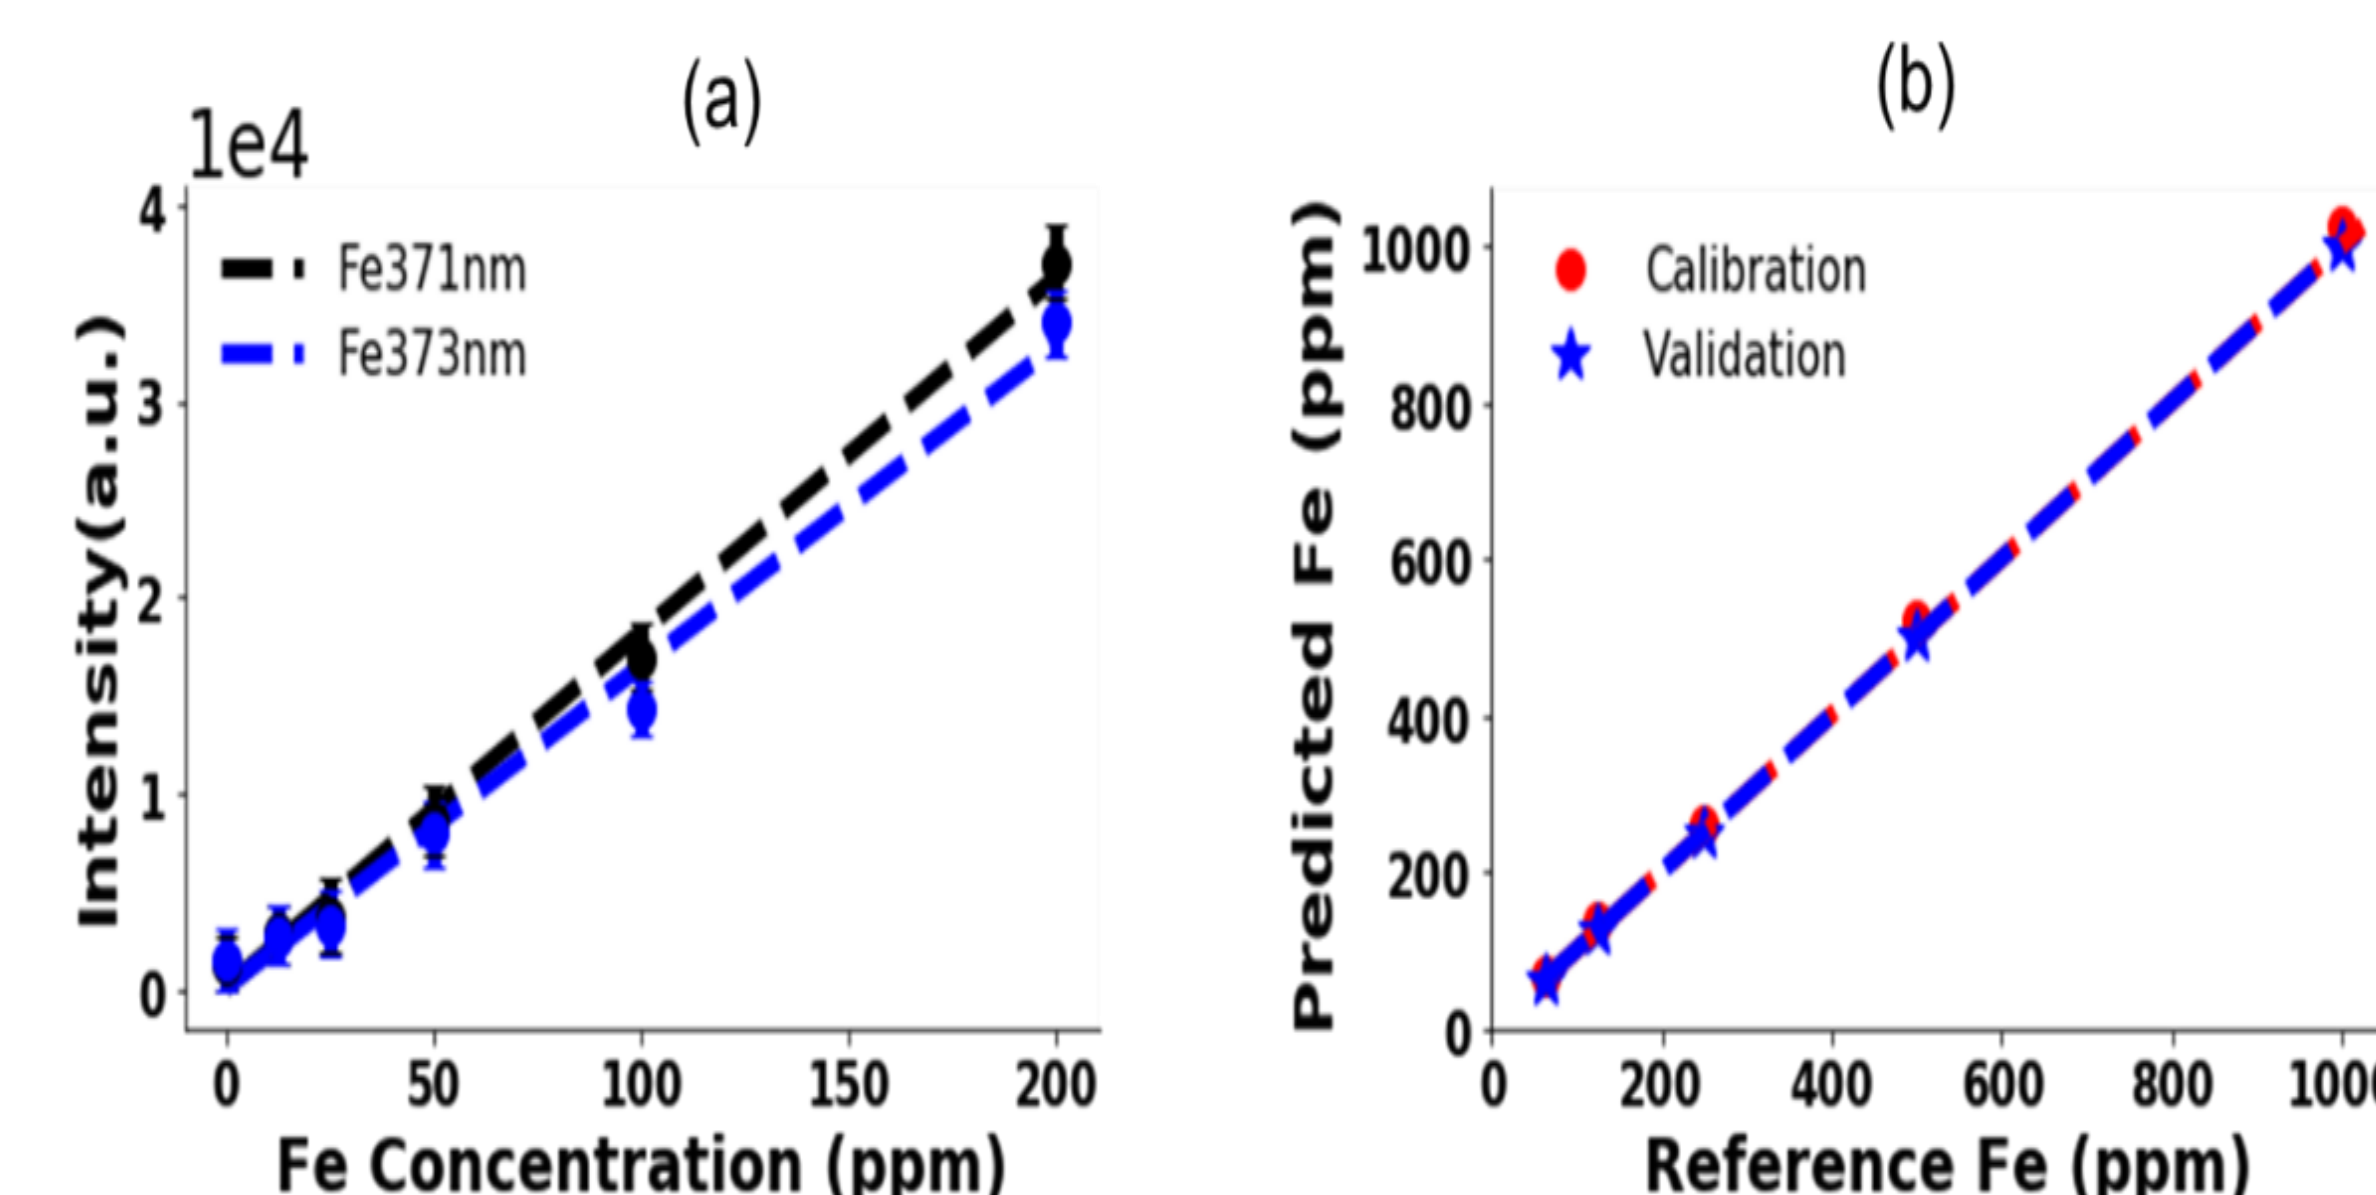 (a)
1e4
4
3
2
1
0
Intensity(a.u.)
Fe371nm
Fe373nm
0 50 100 150 200
Fe Concentration (ppm)
(b)
1000
800
600
400
200
0
Predicted Fe (ppm)
Calibration
Validation
0 200 400 600 800 1000
Reference Fe (ppm)